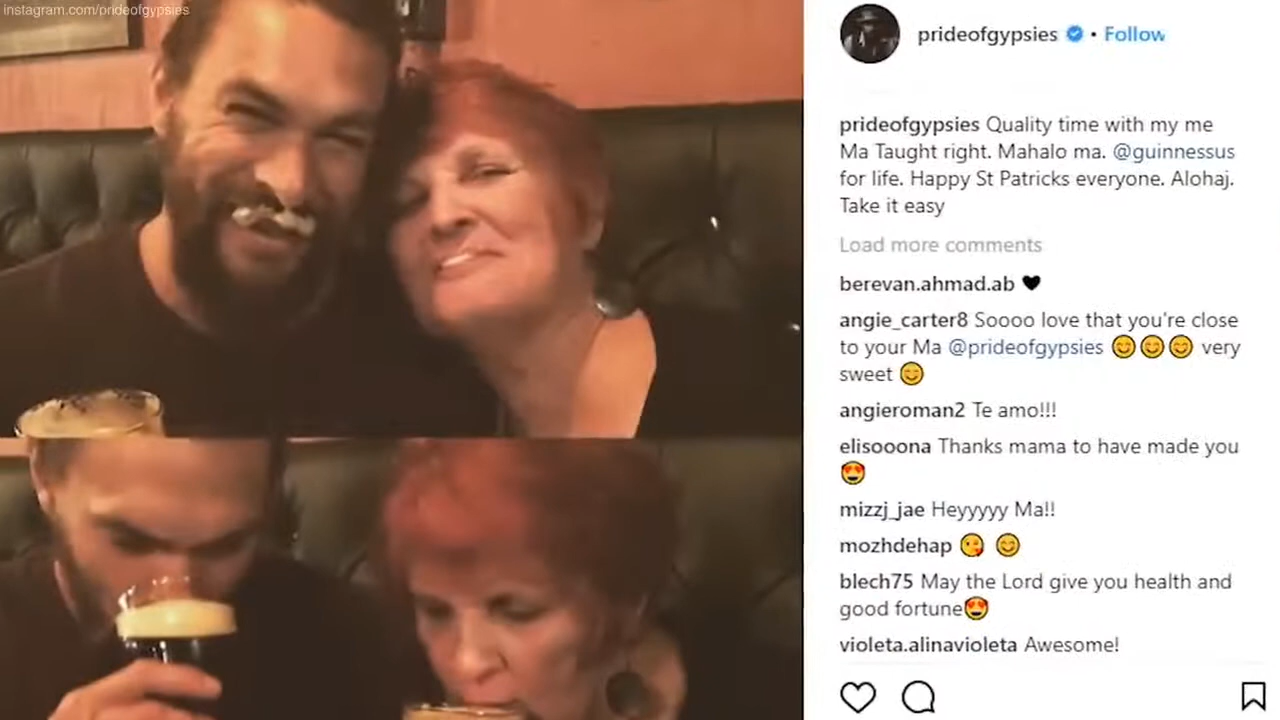 instagram.com/prideofgypsies
prideofgypsies • Follow
prideofgypsies Quality time with my me
Ma Taught right. Mahalo ma. @guinnessus
for life. Happy St Patricks everyone. Alohaj.
Take it easy
Load more comments
berevan.ahmad.ab 🖤
angie_carter8 Soooo love that you're close
to your Ma @prideofgypsies 😊😊😊 very
sweet 😊
angieroman2 Te amo!!!
elisooona Thanks mama to have made you
😍
mizzj_jae Heyyyyy Ma!!
mozhdehap 😘 😊
blech75 May the Lord give you health and
good fortune😍
violeta.alinavioleta Awesome!